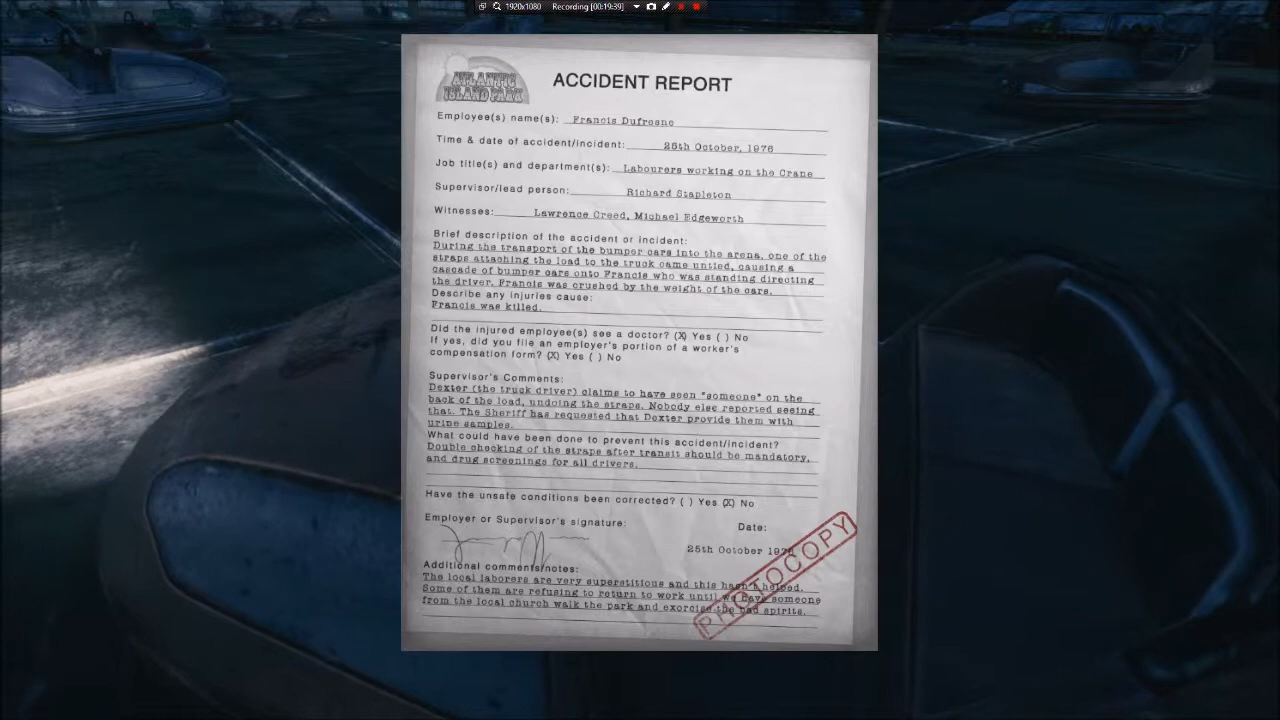 1920x1080 Recording [00:19:39]
ATLANTIC
ISLAND PARK
ACCIDENT REPORT
Employee(s) name(s): Francis Dufresne
Time & date of accident/incident: 25th October, 1976
Job title(s) and department(s): Labourers working on the Crane
Supervisor/lead person: Richard Stapleton
Witnesses: Lawrence Creed, Michael Edgeworth
Brief description of the accident or incident:
During the transport of the bumper cars into the arena, one of the
straps attaching the load to the truck came untied, causing a
cascade of bumper cars onto Francis who was standing directing
the driver. Francis was crushed by the weight of the cars.
Describe any injuries cause:
Francis was killed.
Did the injured employee(s) see a doctor? (X) Yes ( ) No
If yes, did you file an employer's portion of a worker's
compensation form? (X) Yes ( ) No
Supervisor's Comments:
Dexter (the truck driver) claims to have seen "someone" on the
back of the load, undoing the straps. Nobody else reported seeing
that. The Sheriff has requested that Dexter provide them with
urine samples.
What could have been done to prevent this accident/incident?
Double checking of the straps after transit should be mandatory,
and drug screenings for all drivers.
Have the unsafe conditions been corrected? ( ) Yes (X) No
Employer or Supervisor's signature:
Date:
25th October 1976
Additional comments/notes:
The local laborers are very superstitious and this hasn't helped.
Some of them are refusing to return to work until we have someone
from the local church walk the park and exorcise the bad spirits.
PHOTOCOPY